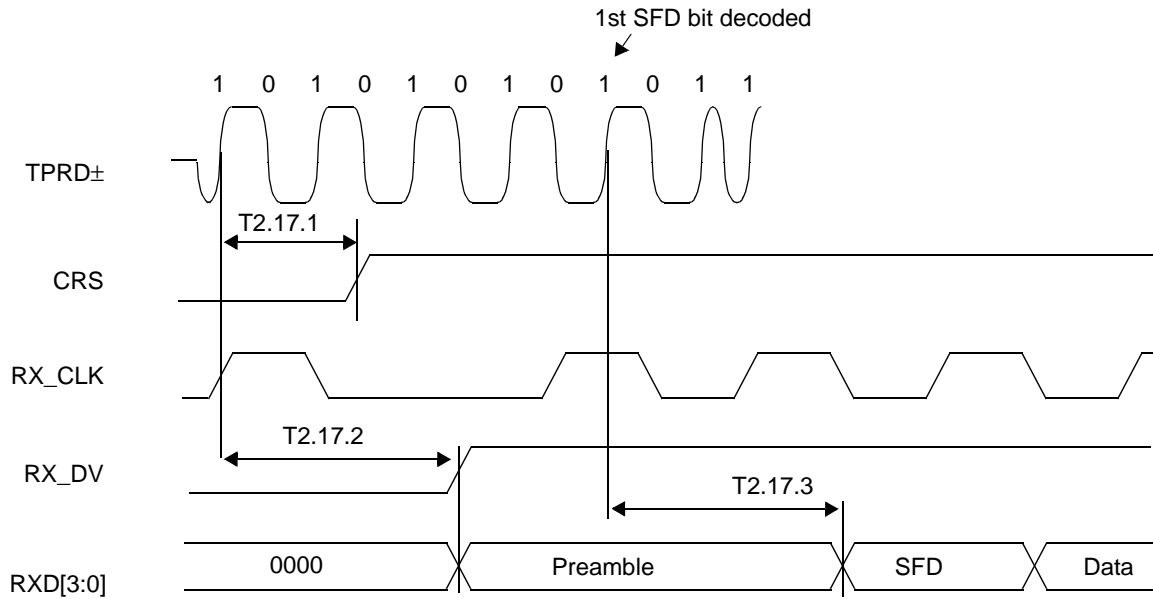 1st SFD bit decoded
1 0 1 0 1 0 1 0 1 0 1 1
TPRD±
T2.17.1
CRS
RX_CLK
T2.17.2
RX_DV
T2.17.3
RXD[3:0]
0000 Preamble SFD Data